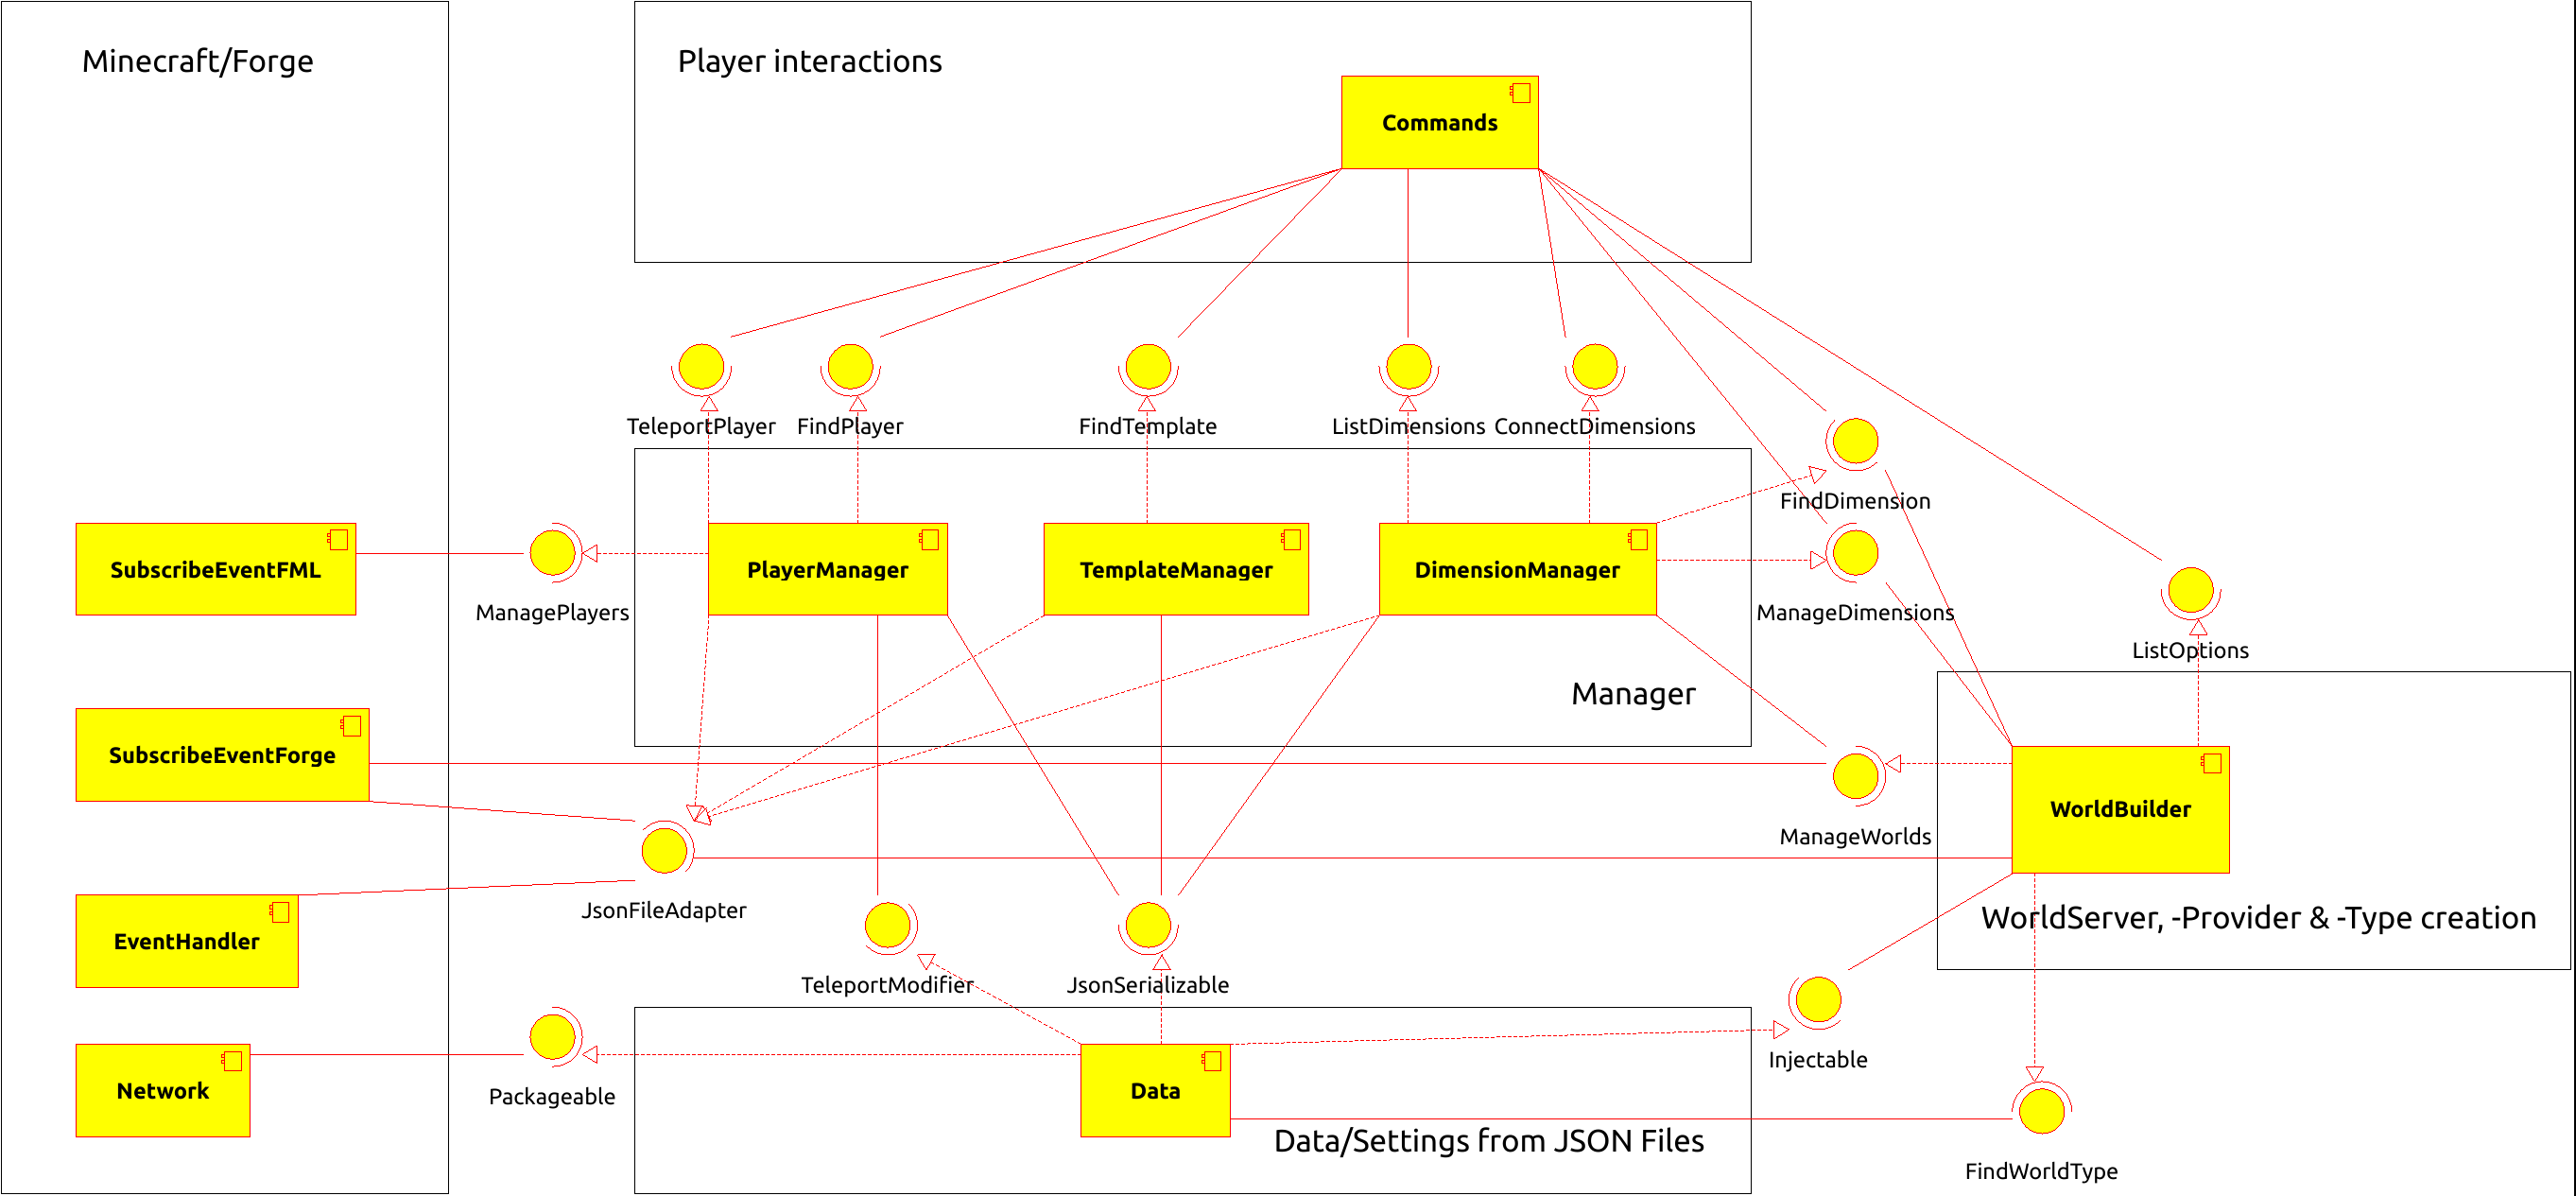 Minecraft/Forge
Player interactions
Commands
TeleportPlayer
FindPlayer
FindTemplate
ListDimensions
ConnectDimensions
FindDimension
SubscribeEventFML
ManagePlayers
PlayerManager
TemplateManager
DimensionManager
ManageDimensions
ListOptions
Manager
SubscribeEventForge
WorldBuilder
ManageWorlds
JsonFileAdapter
WorldServer, -Provider & -Type creation
EventHandler
TeleportModifier
JsonSerializable
Injectable
Network
Packageable
Data
Data/Settings from JSON Files
FindWorldType